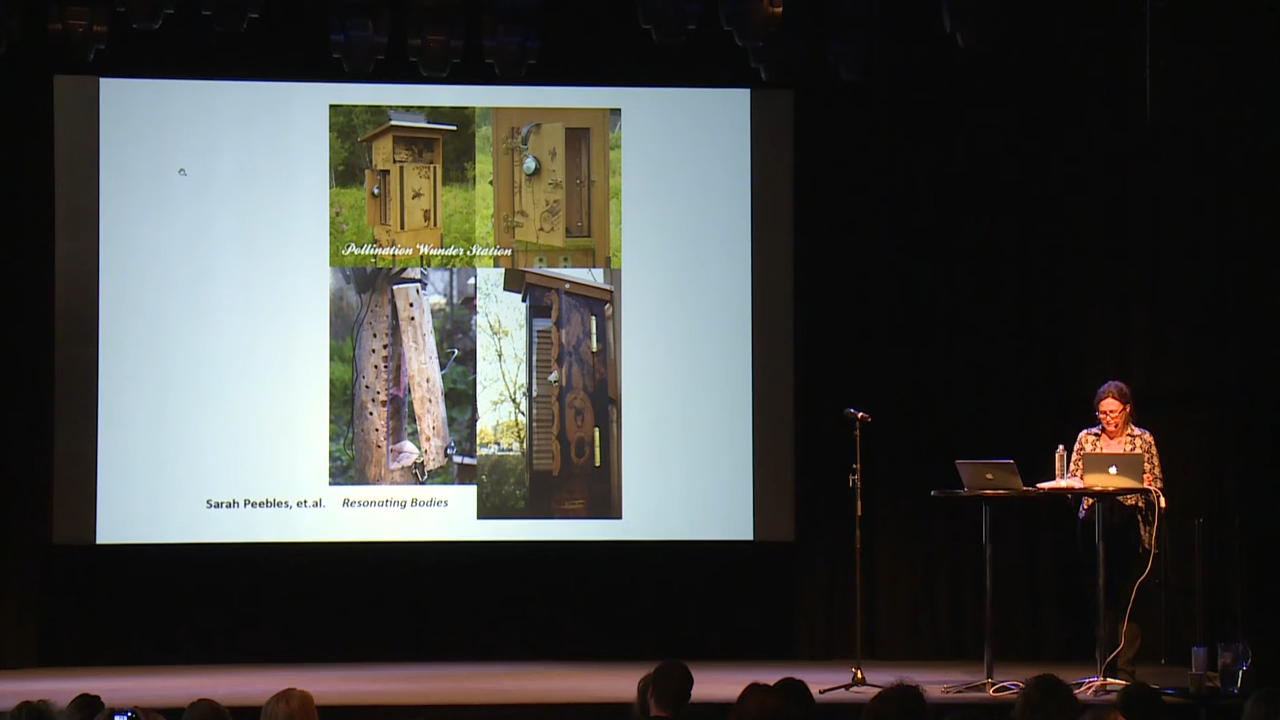 Pollination Wunder Station
Sarah Peebles, et.al. Resonating Bodies